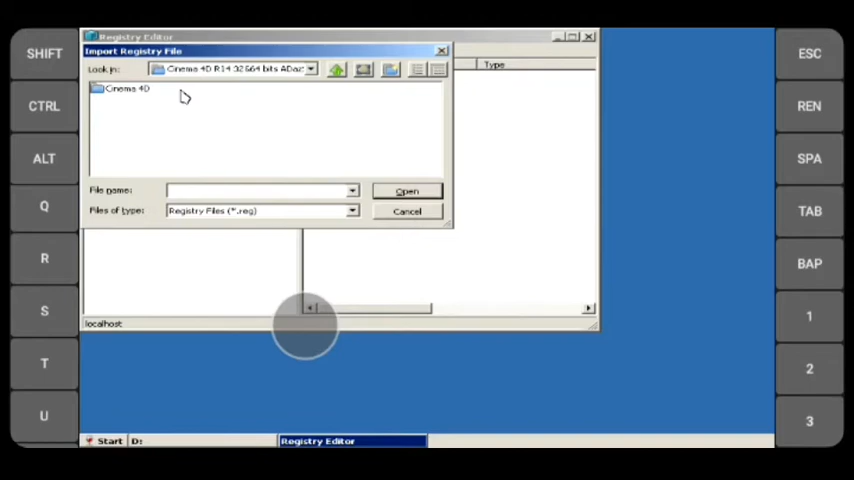 SHIFT
CTRL
ALT
Q
R
S
T
U
Registry Editor
Import Registry File
Look in:
Cinema 4D R14 32&64 bits ADaz
Type
Cinema 4D
File name:
Open
Files of type:
Registry Files (*.reg)
Cancel
localhost
Start
D:
Registry Editor
ESC
REN
SPA
TAB
BAP
1
2
3